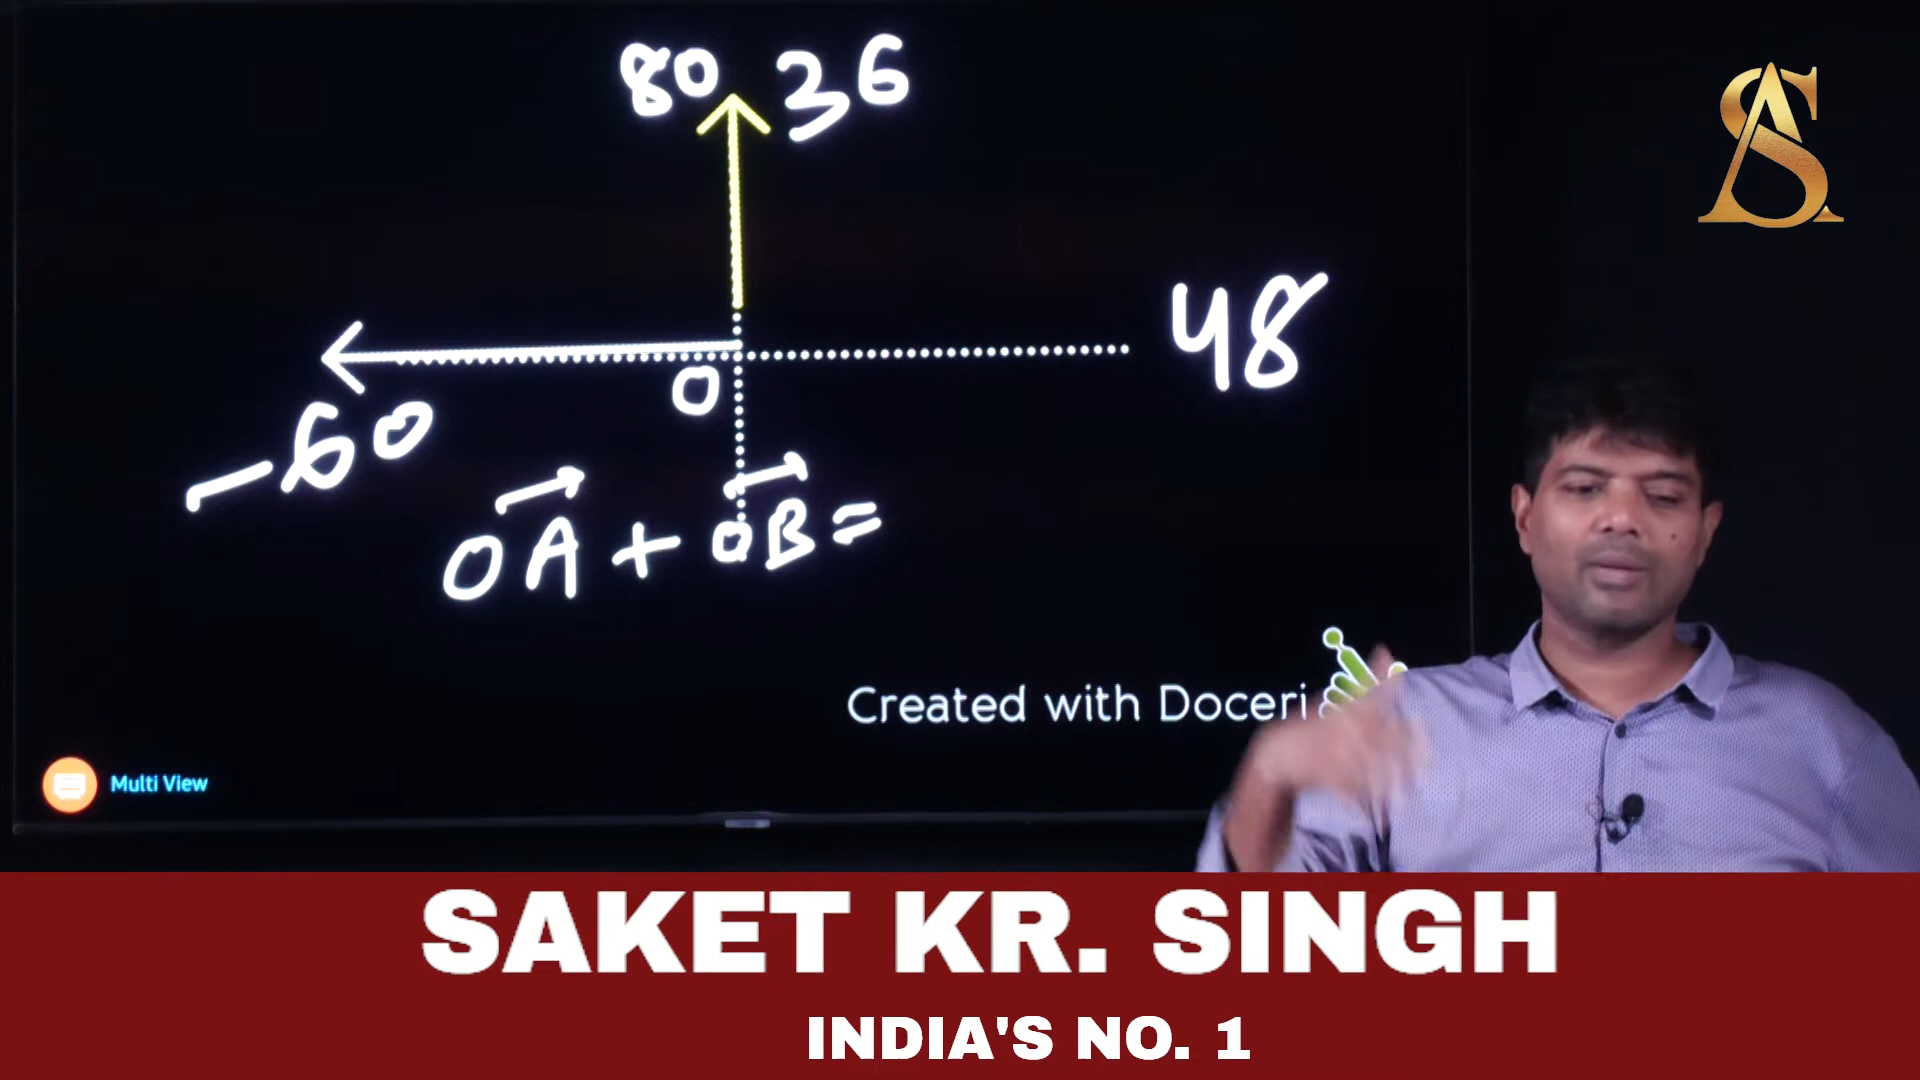 80 36
48
0
-60
OA + OB =
Created with Doceri
Multi View
SAKET KR. SINGH
INDIA'S NO. 1